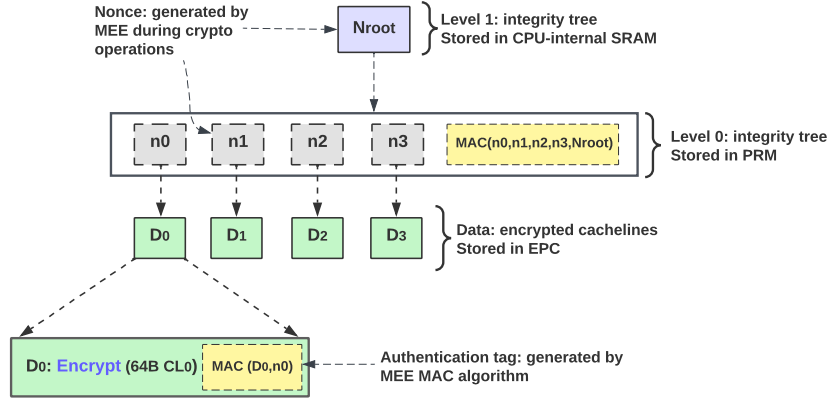 Nonce: generated by
MEE during crypto
operations
Nroot
Level 1: integrity tree
Stored in CPU-internal SRAM
n0
n1
n2
n3
MAC(n0,n1,n2,n3,Nroot)
Level 0: integrity tree
Stored in PRM
D0
D1
D2
D3
Data: encrypted cachelines
Stored in EPC
D0: Encrypt (64B CL0)
MAC (D0,n0)
Authentication tag: generated by
MEE MAC algorithm